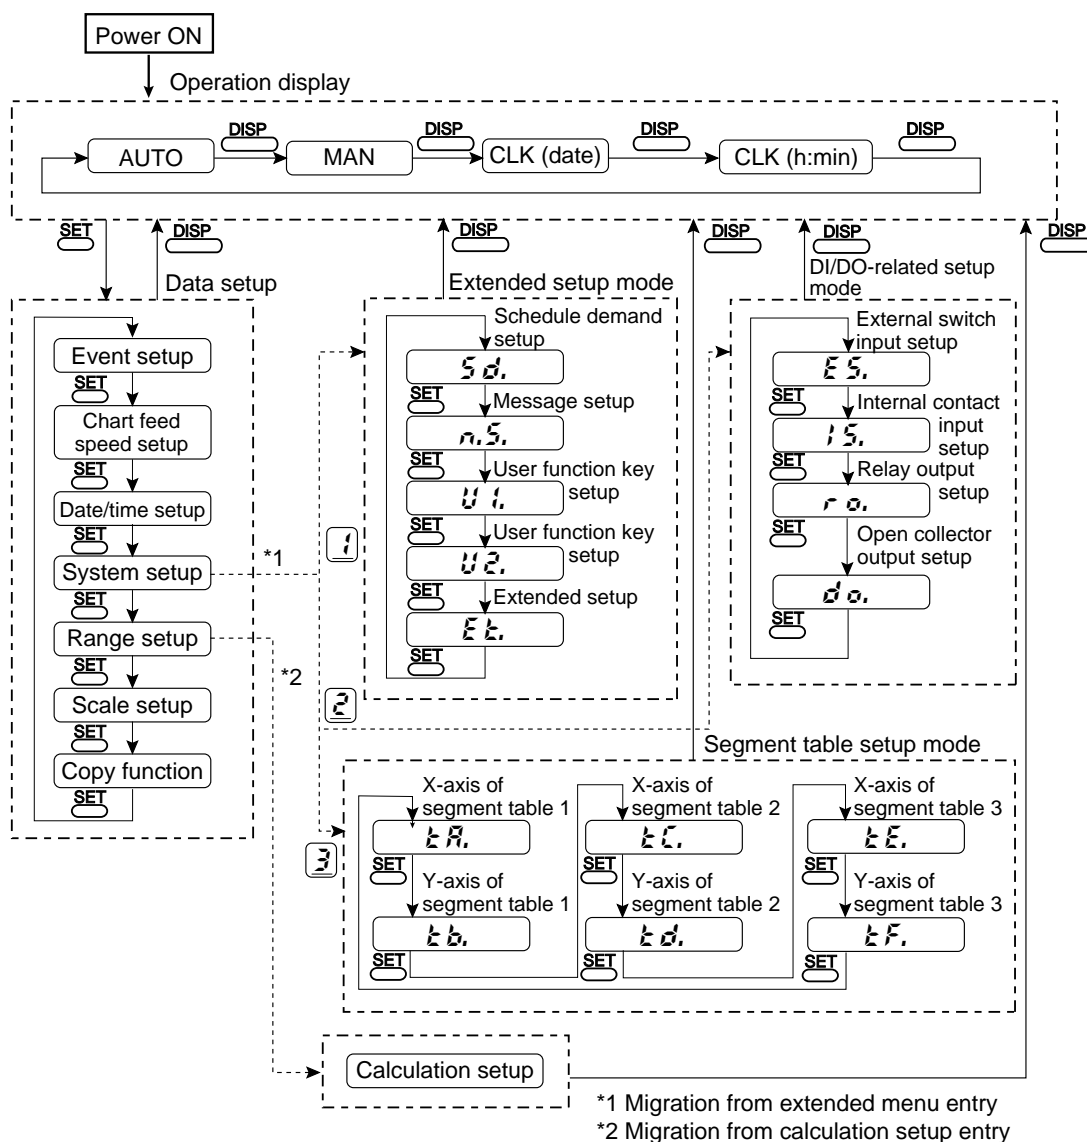 Power ON
Operation display
DISP
DISP
DISP
DISP
AUTO
MAN
CLK (date)
CLK (h:min)
SET
DISP
DISP
DISP
DISP
DISP
Data setup
Event setup
SET
Chart feed
speed setup
SET
Date/time setup
SET
System setup
*1
SET
Range setup
*2
SET
Scale setup
SET
Copy function
SET
Extended setup mode
Schedule demand
setup
Sd.
SET
Message setup
n.S.
SET
User function key
setup
U1.
SET
User function key
setup
U2.
SET
Extended setup
Et.
SET
1
2
3
DI/DO-related setup
mode
External switch
input setup
ES.
SET
Internal contact
input
setup
IS.
SET
Relay output
setup
ro.
SET
Open collector
output setup
do.
SET
Segment table setup mode
X-axis of
segment table 1
tA.
SET
Y-axis of
segment table 1
tb.
SET
X-axis of
segment table 2
tC.
SET
Y-axis of
segment table 2
td.
SET
X-axis of
segment table 3
tE.
SET
Y-axis of
segment table 3
tF.
SET
Calculation setup
*1 Migration from extended menu entry
*2 Migration from calculation setup entry